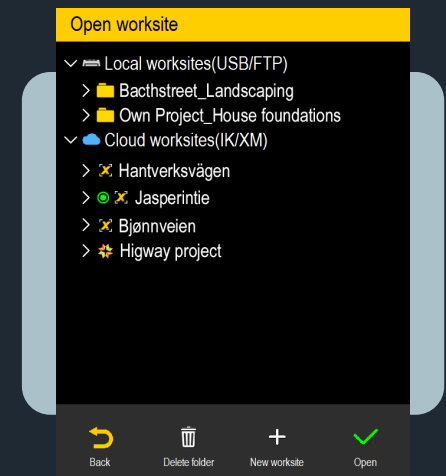 Open worksite
Local worksites(USB/FTP)
Bacthstreet_Landscaping
Own Project_House foundations
Cloud worksites(IK/XM)
Hantverksvägen
Jasperintie
Bjønnveien
Higway project
Back Delete folder New worksite Open